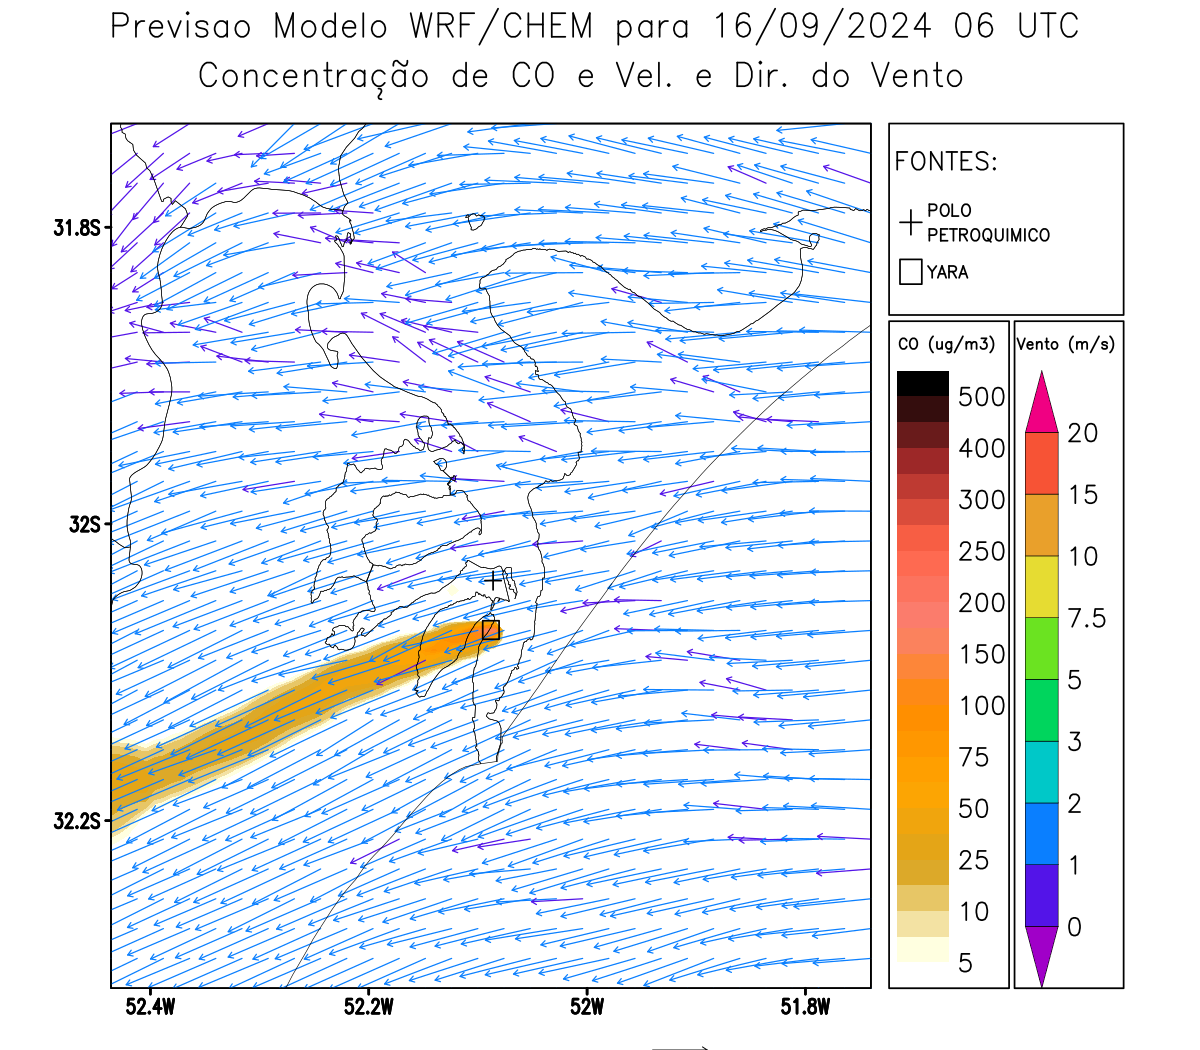 Previsao Modelo WRF/CHEM para 16/09/2024 06 UTC
Concentração de CO e Vel. e Dir. do Vento
FONTES:
POLO
PETROQUIMICO
YARA
CO (ug/m3)
500
400
300
250
200
150
100
75
50
25
10
5
Vento (m/s)
20
15
10
7.5
5
3
2
1
0
31.8S
32S
32.2S
52.4W
52.2W
52W
51.8W